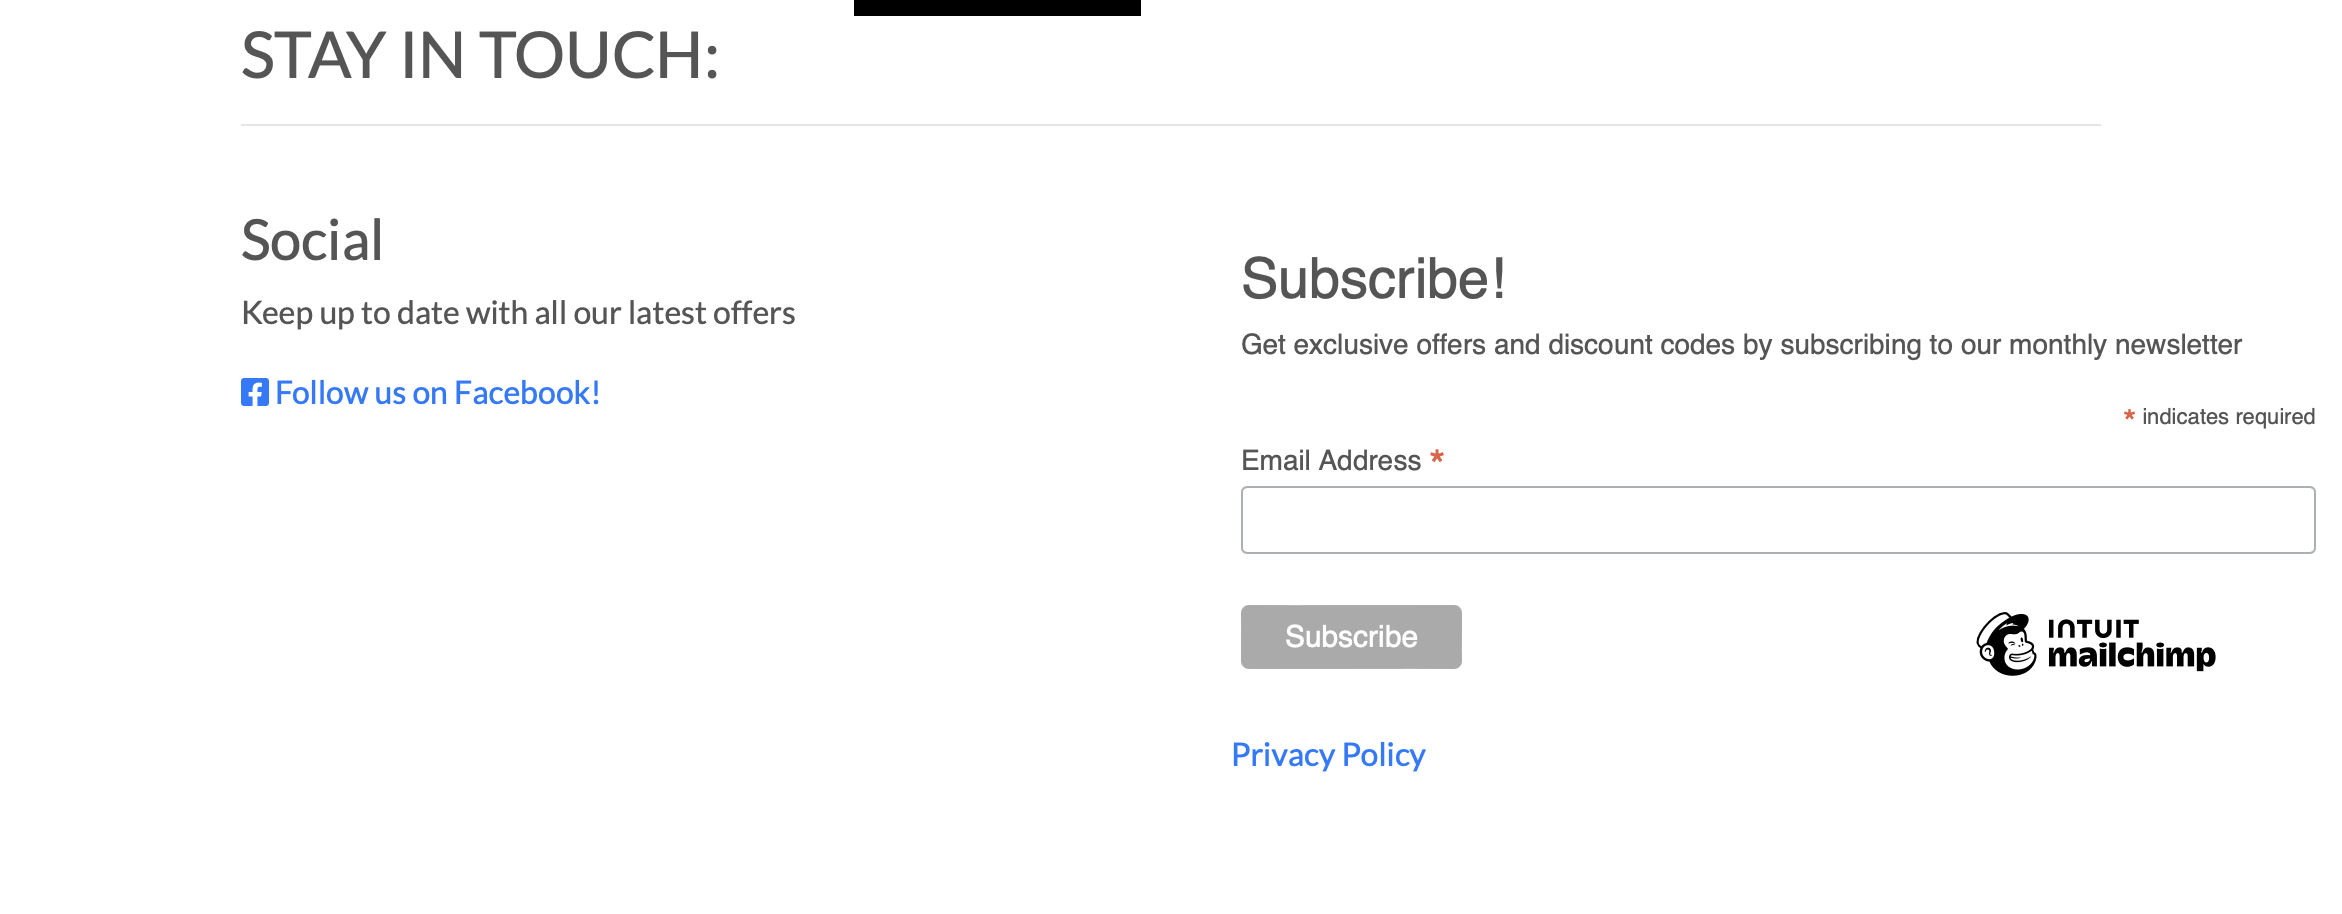 STAY IN TOUCH:
Social
Keep up to date with all our latest offers
Follow us on Facebook!
Subscribe!
Get exclusive offers and discount codes by subscribing to our monthly newsletter
* indicates required
Email Address *
Subscribe
INTUIT
mailchimp
Privacy Policy